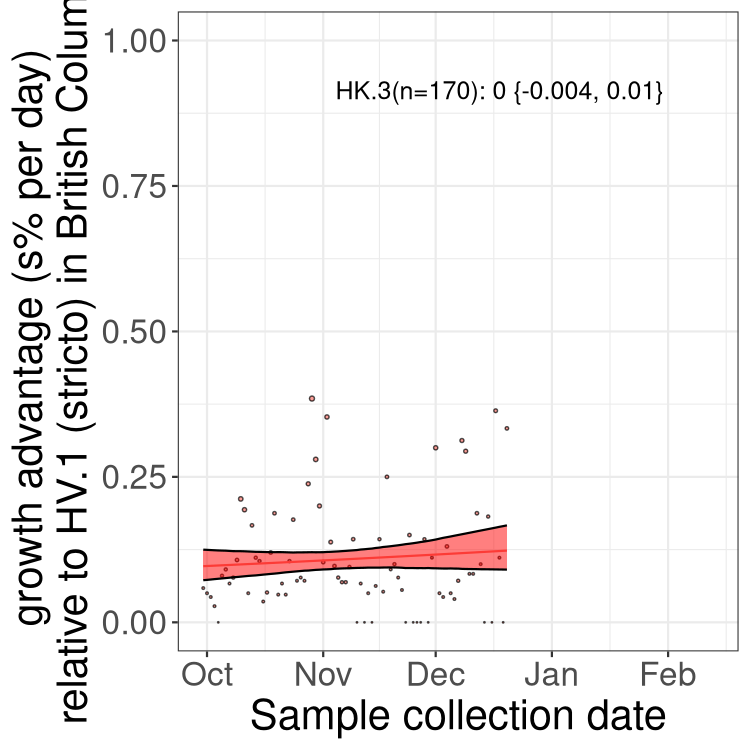 growth advantage (s% per day)
relative to HV.1 (stricto) in British Colum
1.00
0.75
0.50
0.25
0.00
HK.3(n=170): 0 {-0.004, 0.01}
Oct Nov Dec Jan Feb
Sample collection date